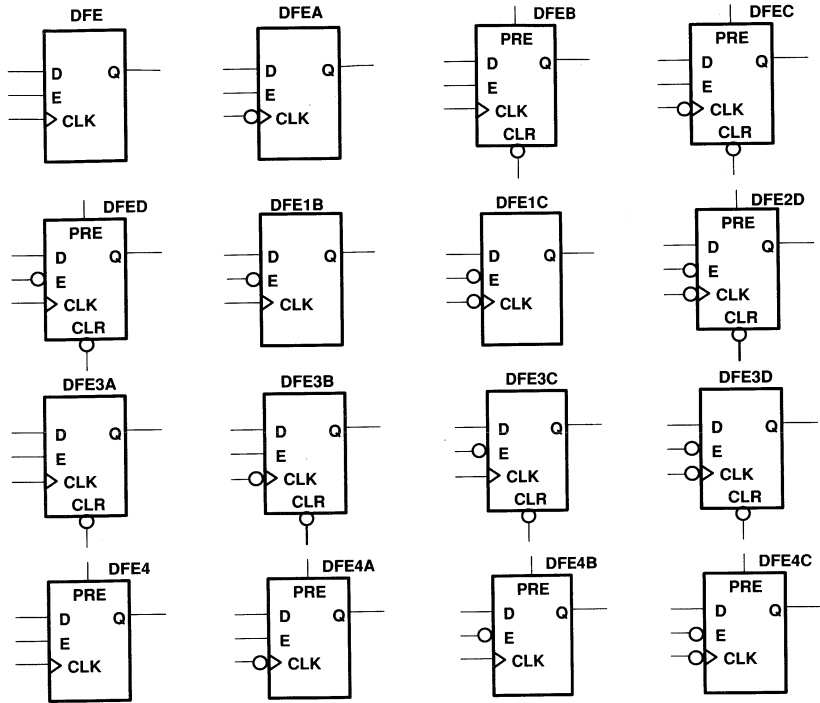 DFE
D Q
E
CLK
DFEA
D Q
E
CLK
DFEB
PRE
D Q
E
CLK
CLR
DFEC
PRE
D Q
E
CLK
CLR
DFED
PRE
D Q
E
CLK
CLR
DFE1B
D Q
E
CLK
DFE1C
D Q
E
CLK
DFE2D
PRE
D Q
E
CLK
CLR
DFE3A
D Q
E
CLK
CLR
DFE3B
D Q
E
CLK
CLR
DFE3C
D Q
E
CLK
CLR
DFE3D
D Q
E
CLK
CLR
DFE4
PRE
D Q
E
CLK
DFE4A
PRE
D Q
E
CLK
DFE4B
PRE
D Q
E
CLK
DFE4C
PRE
D Q
E
CLK